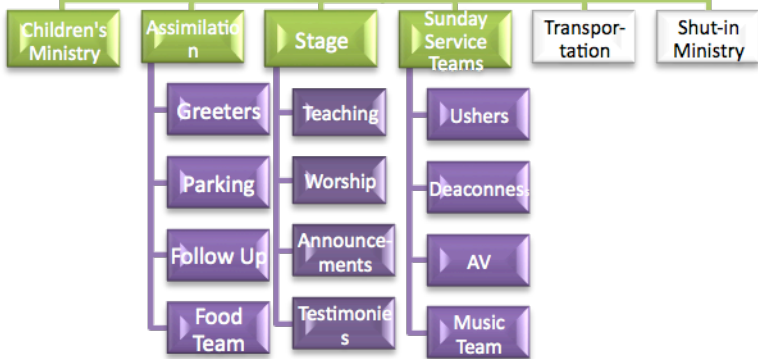 Children's
Ministry
Assimilatio
n
Stage
Sunday
Service
Teams
Transpor-
tation
Shut-in
Ministry
Greeters
Parking
Follow Up
Food
Team
Teaching
Worship
Announce-
ments
Testimonie
s
Ushers
Deaconness
AV
Music
Team